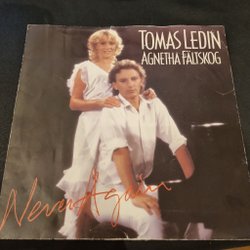 TOMAS LEDIN
AGNETHA FÄLTSKOG
Never Again